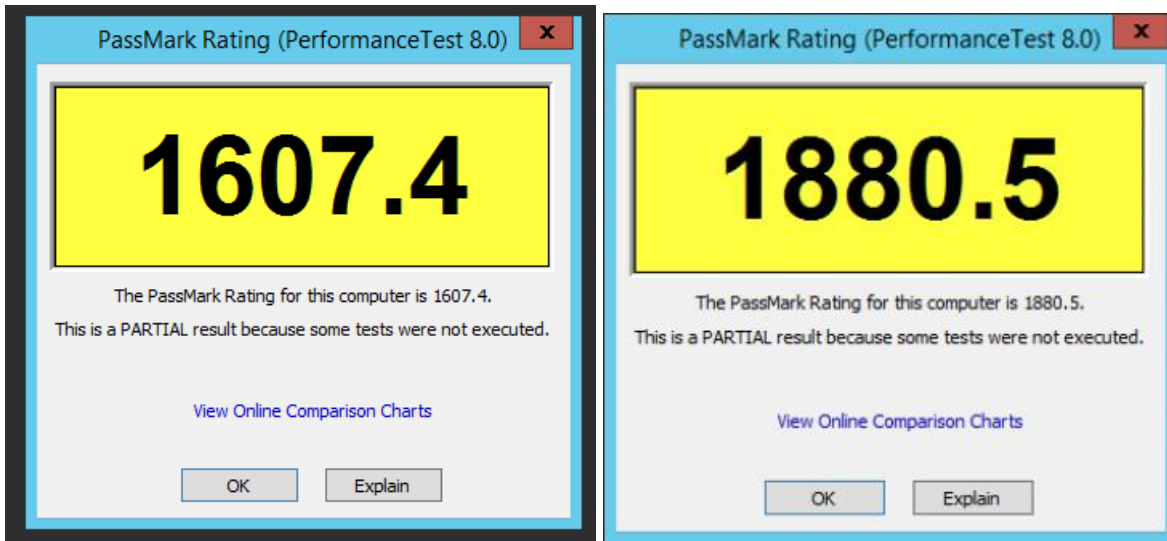 PassMark Rating (PerformanceTest 8.0)
x
1607.4
The PassMark Rating for this computer is 1607.4.
This is a PARTIAL result because some tests were not executed.
View Online Comparison Charts
OK
Explain
PassMark Rating (PerformanceTest 8.0)
x
1880.5
The PassMark Rating for this computer is 1880.5.
This is a PARTIAL result because some tests were not executed.
View Online Comparison Charts
OK
Explain